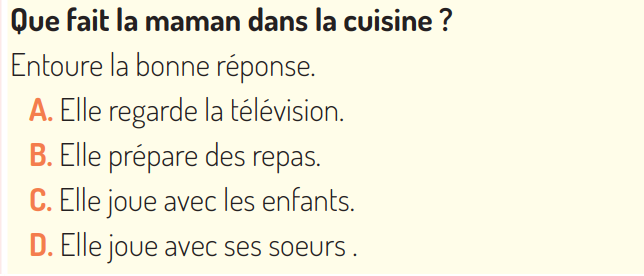 Que fait la maman dans la cuisine ?
Entoure la bonne réponse.
A. Elle regarde la télévision.
B. Elle prépare des repas.
C. Elle joue avec les enfants.
D. Elle joue avec ses soeurs .